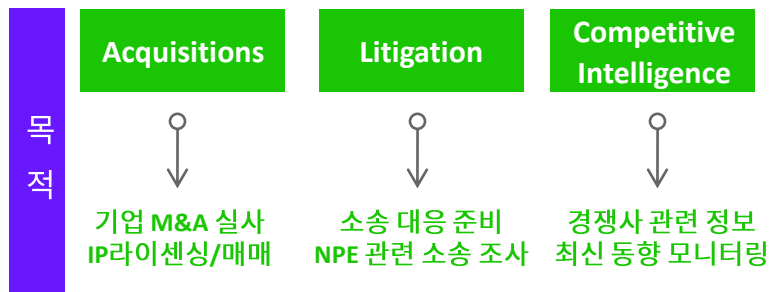 목
적
Acquisitions
Litigation
Competitive
Intelligence
기업 M&A 실사
IP라이센싱/매매
소송 대응 준비
NPE 관련 소송 조사
경쟁사 관련 정보
최신 동향 모니터링